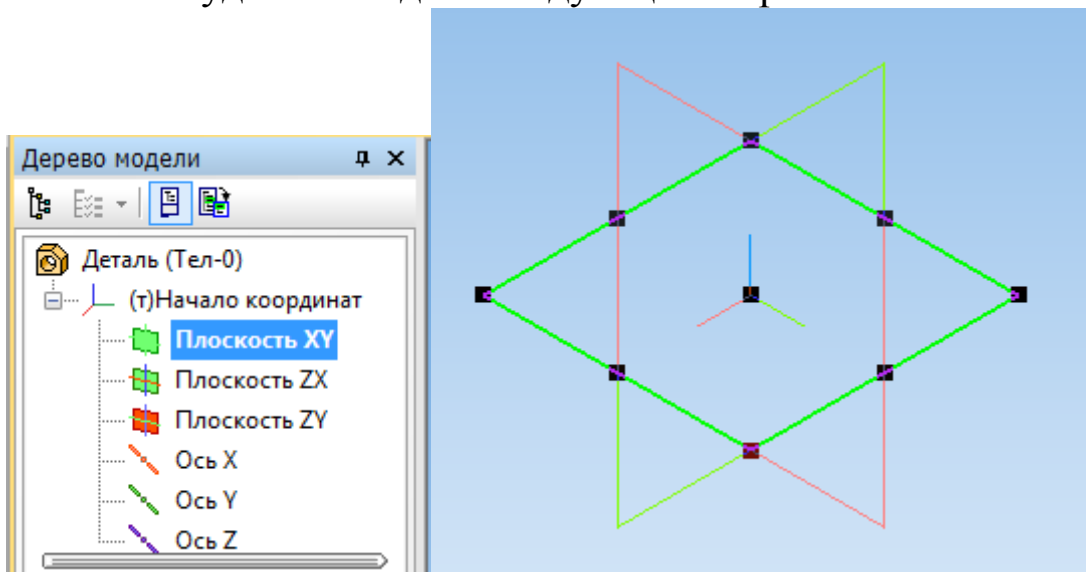 Дерево модели
Деталь (Тел-0)
(т)Начало координат
Плоскость XY
Плоскость ZX
Плоскость ZY
Ось X
Ось Y
Ось Z